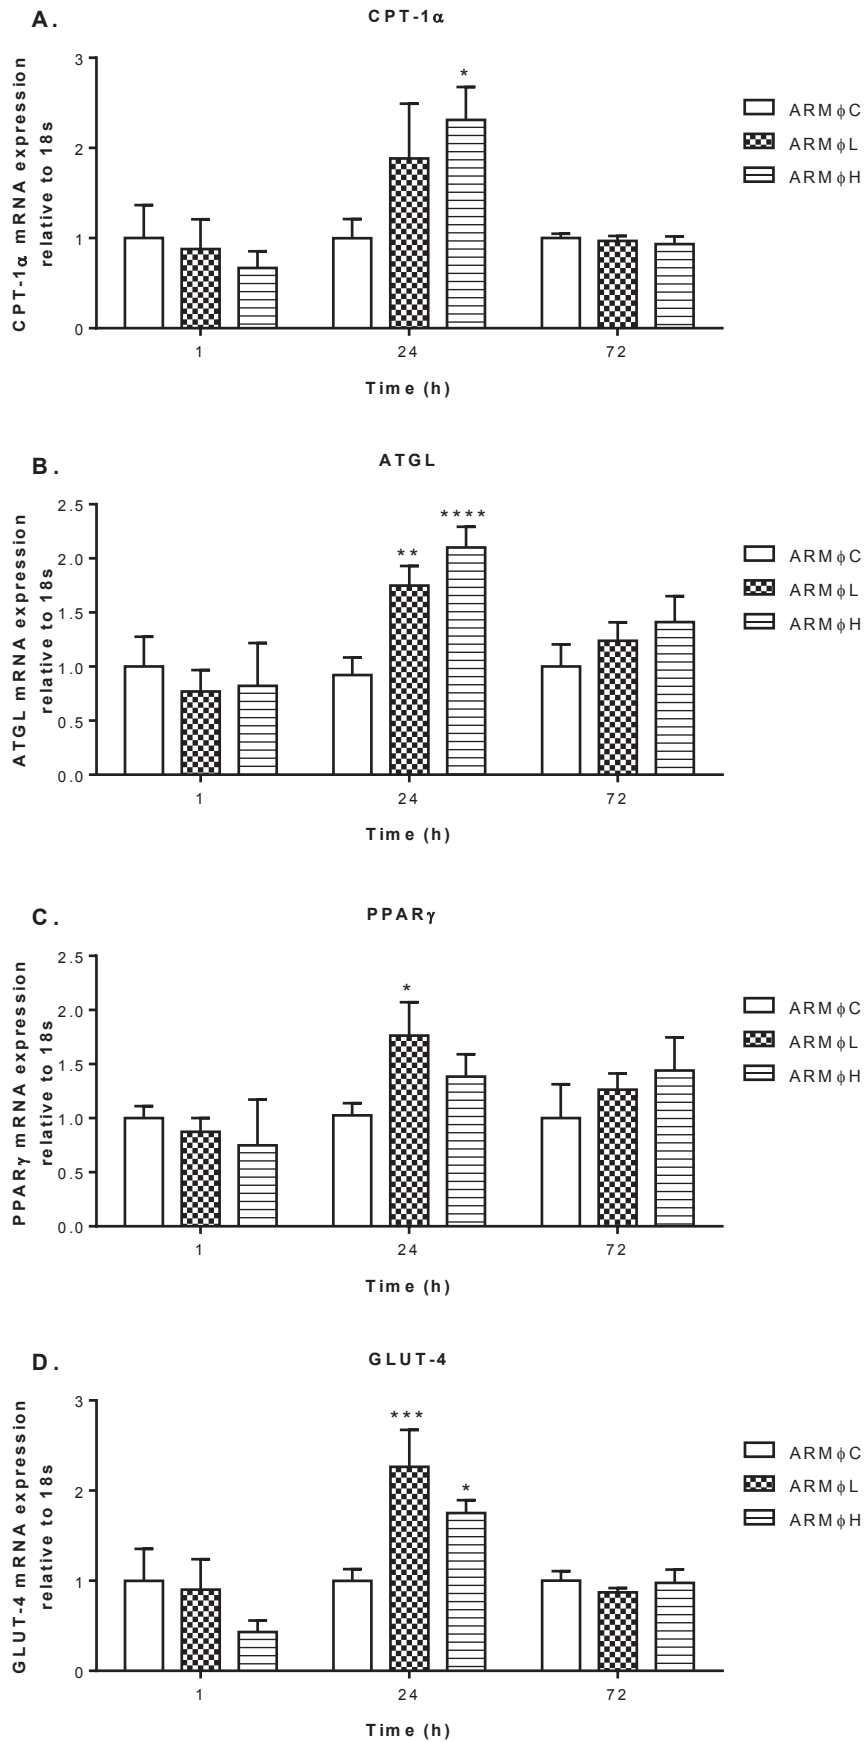 A.
CPT-1α
CPT-1α mRNA expression
relative to 18s
3
2
1
0
*
1
24
72
Time (h)
ARMϕC
ARMϕL
ARMϕH
B.
ATGL
ATGL mRNA expression
relative to 18s
2.5
2.0
1.5
1.0
0.5
0.0
**
****
1
24
72
Time (h)
ARMϕC
ARMϕL
ARMϕH
C.
PPARγ
PPARγ mRNA expression
relative to 18s
2.5
2.0
1.5
1.0
0.5
0.0
*
1
24
72
Time (h)
ARMϕC
ARMϕL
ARMϕH
D.
GLUT-4
GLUT-4 mRNA expression
relative to 18s
3
2
1
0
***
*
1
24
72
Time (h)
ARMϕC
ARMϕL
ARMϕH